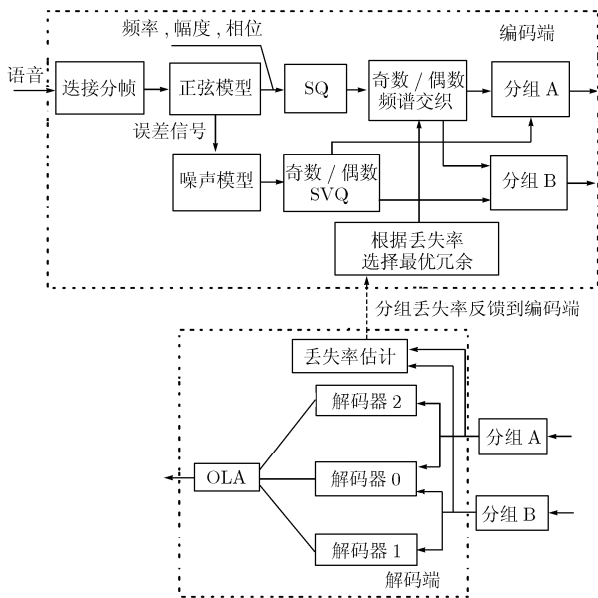 频率，幅度，相位
编码端
语音
迭接分帧
正弦模型
SQ
奇数 / 偶数
频谱交织
分组 A
误差信号
噪声模型
奇数 / 偶数
SVQ
分组 B
根据丢失率
选择最优冗余
分组丢失率反馈到编码端
丢失率估计
解码器 2
分组 A
OLA
解码器 0
分组 B
解码器 1
解码端